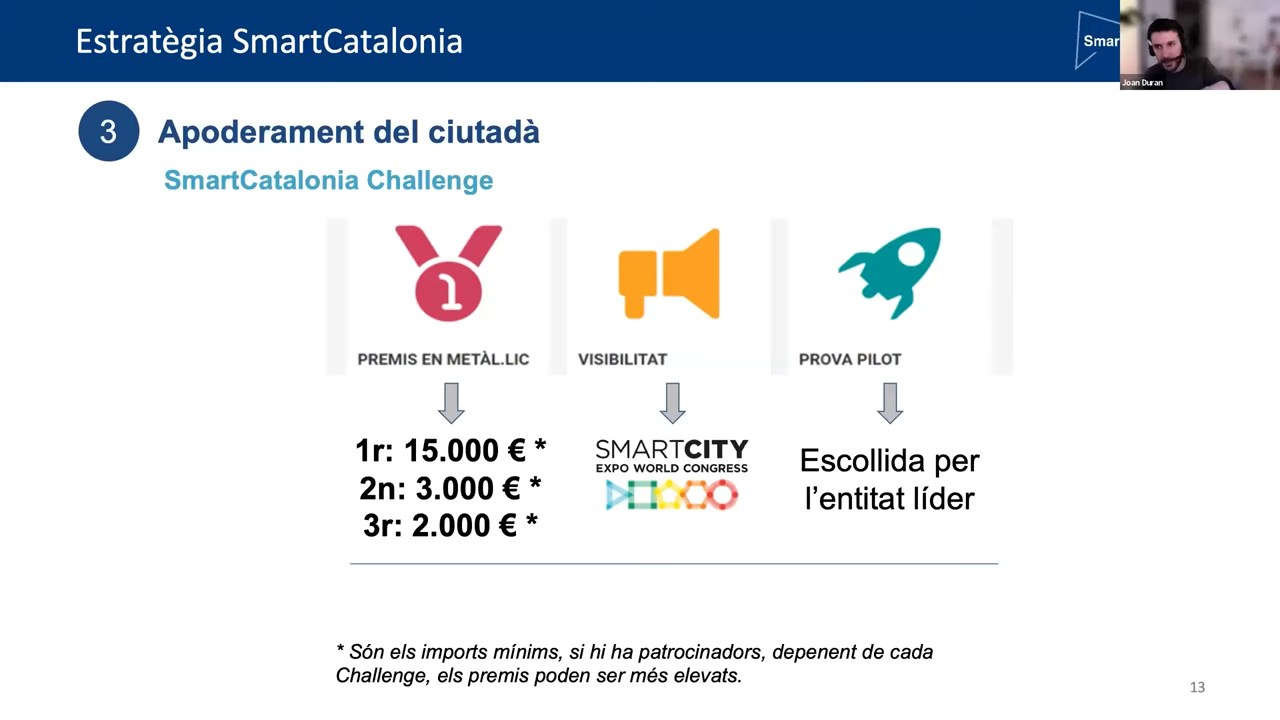 Estratègia SmartCatalonia
Smar
Joan Duran
3
Apoderament del ciutadà
SmartCatalonia Challenge
1
PREMIS EN METÀL.LIC
VISIBILITAT
PROVA PILOT
1r: 15.000 € *
2n: 3.000 € *
3r: 2.000 € *
SMARTCITY
EXPO WORLD CONGRESS
Escollida per
l’entitat líder
* Són els imports mínims, si hi ha patrocinadors, depenent de cada
Challenge, els premis poden ser més elevats.
13